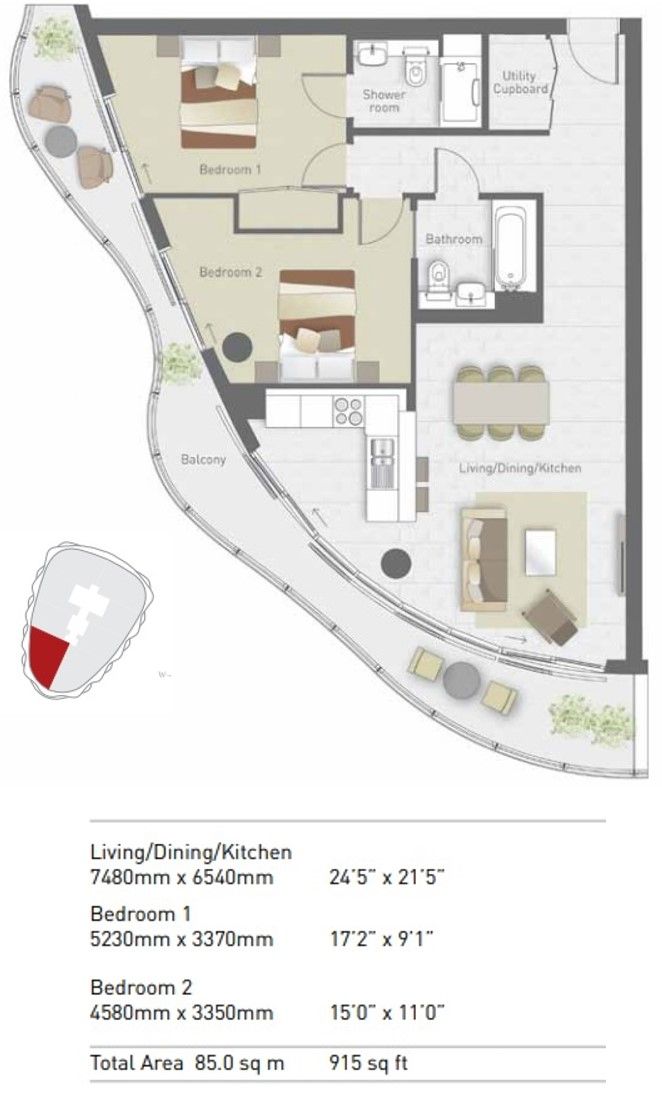 Utility
Cupboard
Shower
room
Bedroom 1
Bathroom
Bedroom 2
Balcony
Living/Dining/Kitchen
W
Living/Dining/Kitchen
7480mm x 6540mm 24’5” x 21’5”
Bedroom 1
5230mm x 3370mm 17’2” x 9’1”
Bedroom 2
4580mm x 3350mm 15’0” x 11’0”
Total Area 85.0 sq m 915 sq ft